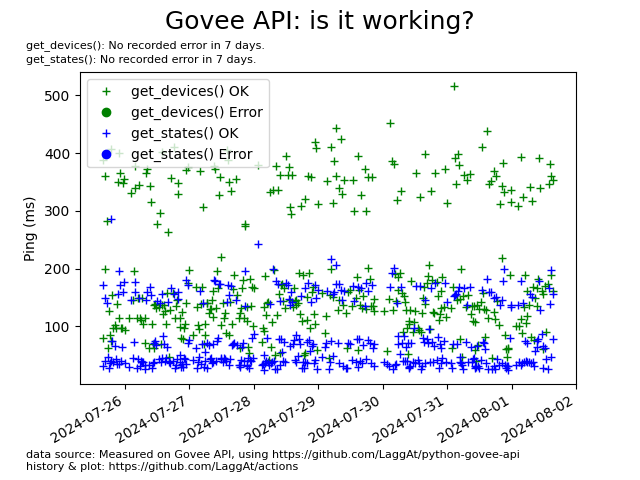 Govee API: is it working?
get_devices(): No recorded error in 7 days.
get_states(): No recorded error in 7 days.
get_devices() OK
get_devices() Error
get_states() OK
get_states() Error
Ping (ms)
500
400
300
200
100
2024-07-26
2024-07-27
2024-07-28
2024-07-29
2024-07-30
2024-07-31
2024-08-01
2024-08-02
data source: Measured on Govee API, using https://github.com/LaggAt/python-govee-api
history & plot: https://github.com/LaggAt/actions